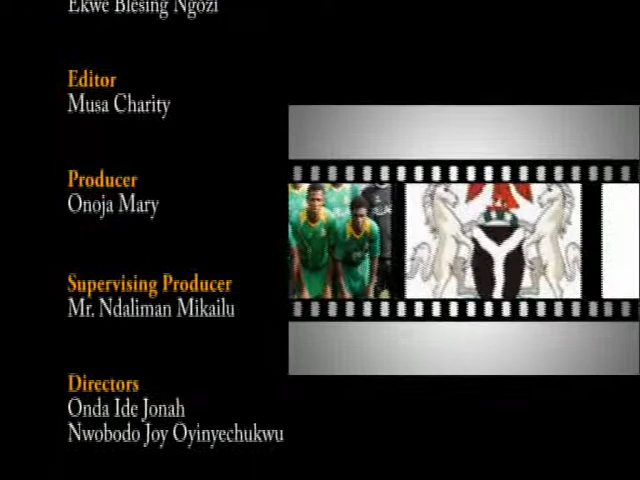 Ekwe Blesing Ngozi
Editor
Musa Charity
Producer
Onoja Mary
Supervising Producer
Mr. Ndaliman Mikailu
Directors
Onda Ide Jonah
Nwobodo Joy Oyinyechukwu